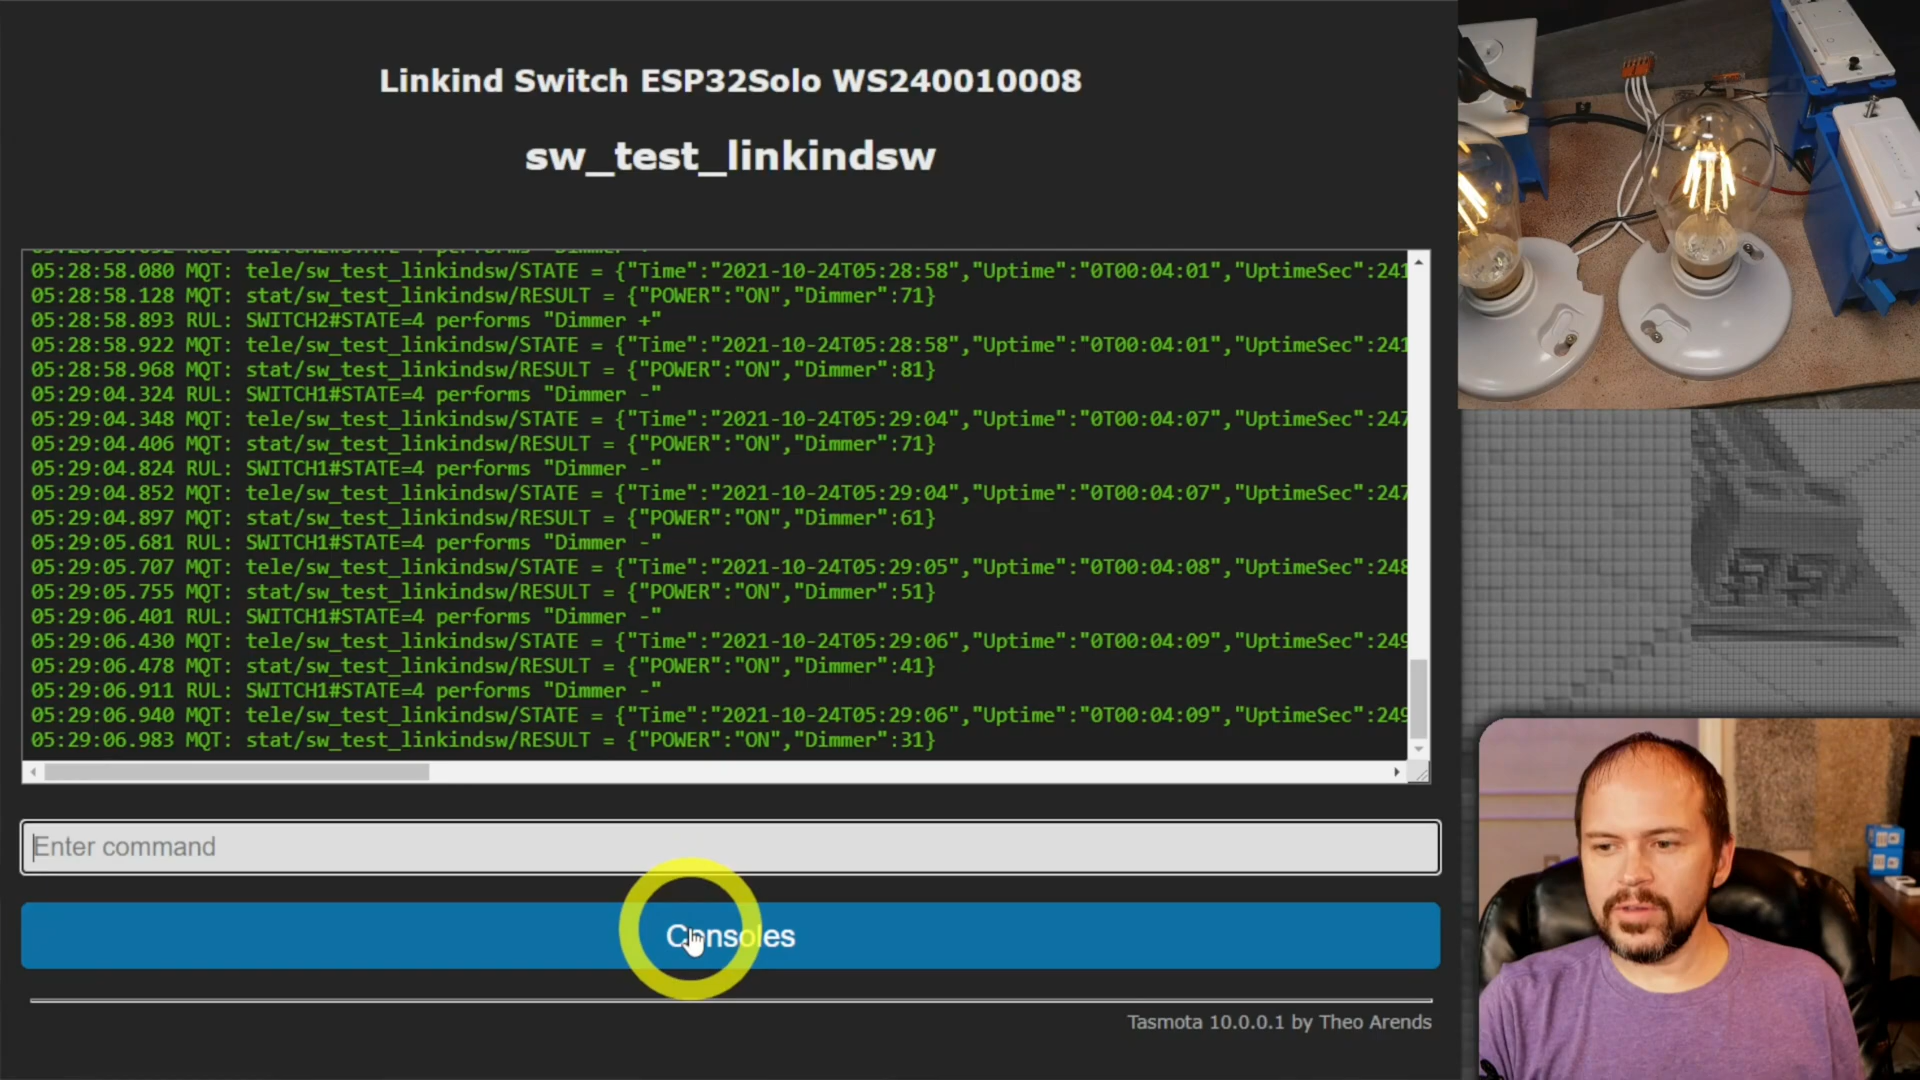 Linkind Switch ESP32Solo WS240010008
sw_test_linkindsw
05:28:58.080 MQT: tele/sw_test_linkindsw/STATE = {"Time":"2021-10-24T05:28:58","Uptime":"0T00:04:01","UptimeSec":241
05:28:58.128 MQT: stat/sw_test_linkindsw/RESULT = {"POWER":"ON","Dimmer":71}
05:28:58.893 RUL: SWITCH2#STATE=4 performs "Dimmer +"
05:28:58.922 MQT: tele/sw_test_linkindsw/STATE = {"Time":"2021-10-24T05:28:58","Uptime":"0T00:04:01","UptimeSec":241
05:28:58.968 MQT: stat/sw_test_linkindsw/RESULT = {"POWER":"ON","Dimmer":81}
05:29:04.324 RUL: SWITCH1#STATE=4 performs "Dimmer -"
05:29:04.348 MQT: tele/sw_test_linkindsw/STATE = {"Time":"2021-10-24T05:29:04","Uptime":"0T00:04:07","UptimeSec":247
05:29:04.406 MQT: stat/sw_test_linkindsw/RESULT = {"POWER":"ON","Dimmer":71}
05:29:04.824 RUL: SWITCH1#STATE=4 performs "Dimmer -"
05:29:04.852 MQT: tele/sw_test_linkindsw/STATE = {"Time":"2021-10-24T05:29:04","Uptime":"0T00:04:07","UptimeSec":247
05:29:04.897 MQT: stat/sw_test_linkindsw/RESULT = {"POWER":"ON","Dimmer":61}
05:29:05.681 RUL: SWITCH1#STATE=4 performs "Dimmer -"
05:29:05.707 MQT: tele/sw_test_linkindsw/STATE = {"Time":"2021-10-24T05:29:05","Uptime":"0T00:04:08","UptimeSec":248
05:29:05.755 MQT: stat/sw_test_linkindsw/RESULT = {"POWER":"ON","Dimmer":51}
05:29:06.401 RUL: SWITCH1#STATE=4 performs "Dimmer -"
05:29:06.430 MQT: tele/sw_test_linkindsw/STATE = {"Time":"2021-10-24T05:29:06","Uptime":"0T00:04:09","UptimeSec":249
05:29:06.478 MQT: stat/sw_test_linkindsw/RESULT = {"POWER":"ON","Dimmer":41}
05:29:06.911 RUL: SWITCH1#STATE=4 performs "Dimmer -"
05:29:06.940 MQT: tele/sw_test_linkindsw/STATE = {"Time":"2021-10-24T05:29:06","Uptime":"0T00:04:09","UptimeSec":249
05:29:06.983 MQT: stat/sw_test_linkindsw/RESULT = {"POWER":"ON","Dimmer":31}
Enter command
Consoles
Tasmota 10.0.0.1 by Theo Arends